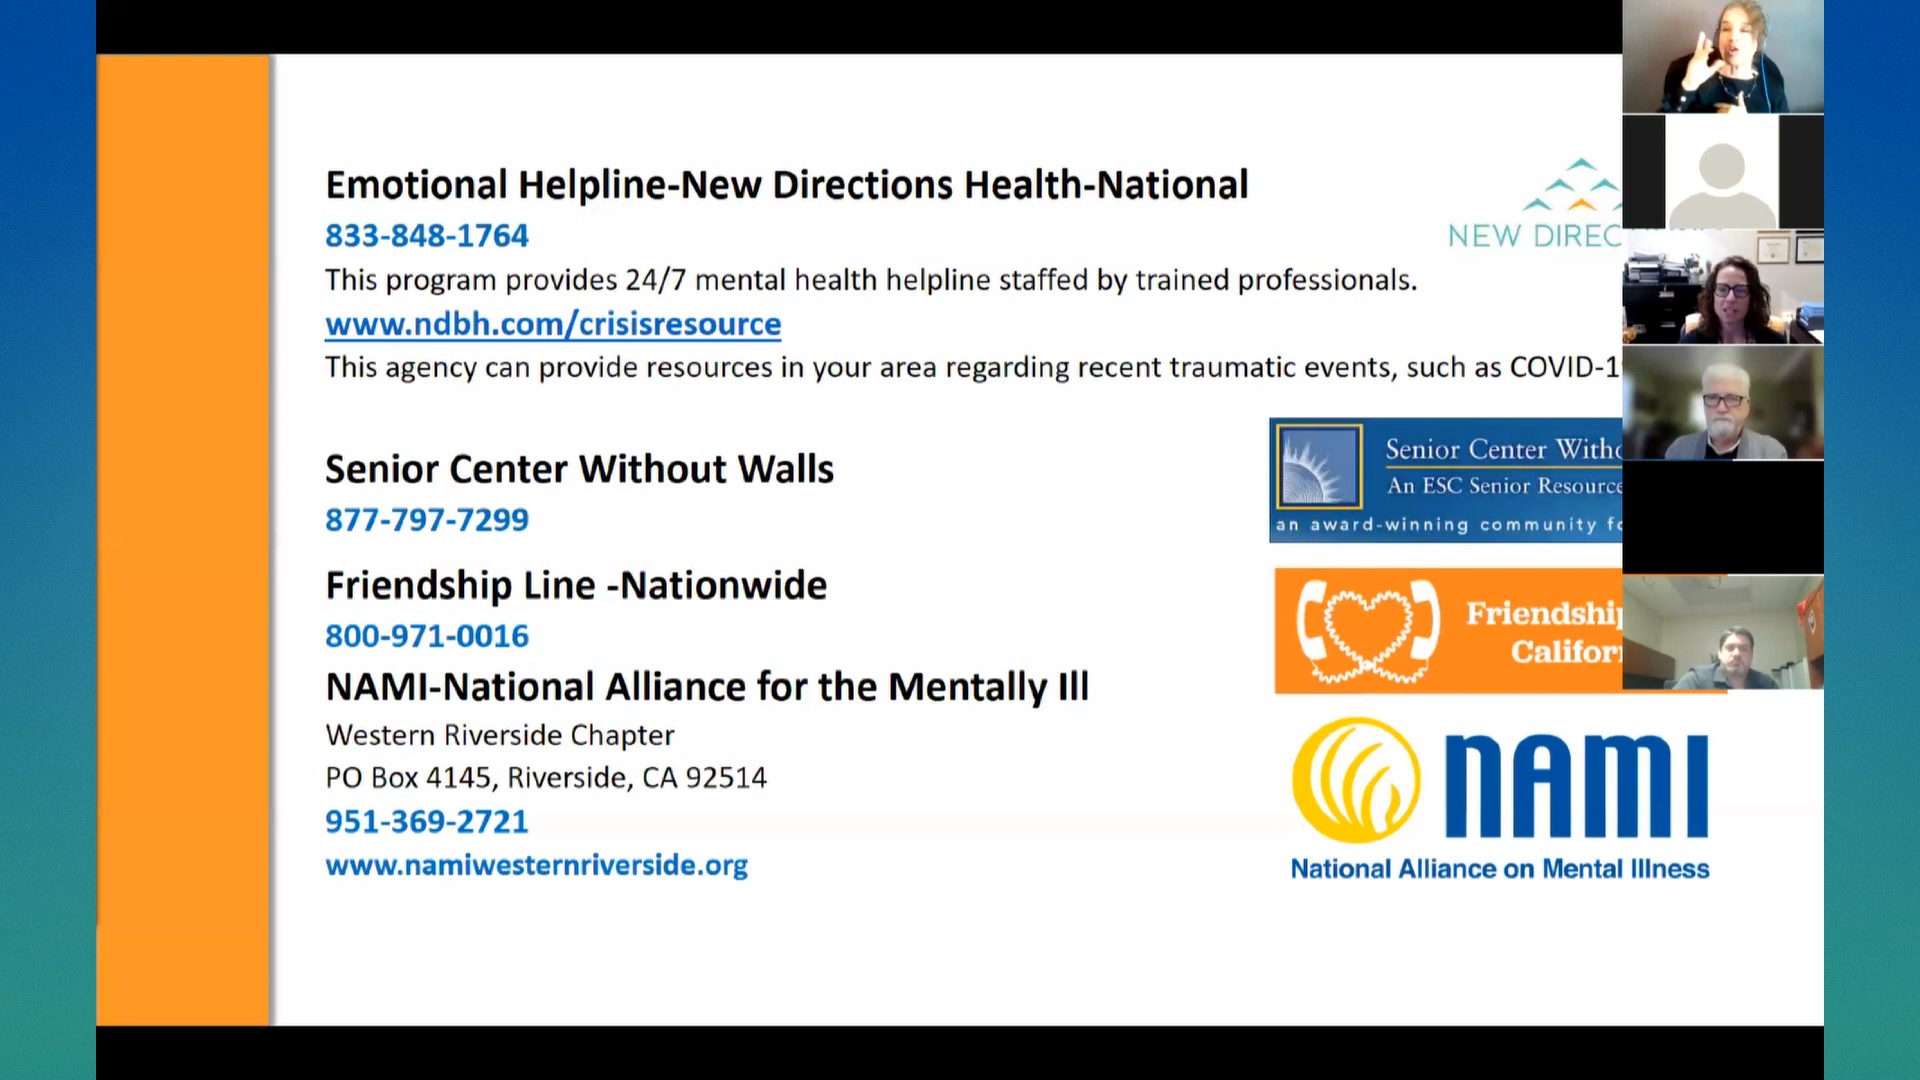 Emotional Helpline-New Directions Health-National
833-848-1764
This program provides 24/7 mental health helpline staffed by trained professionals.
www.ndbh.com/crisisresource
This agency can provide resources in your area regarding recent traumatic events, such as COVID-1
NEW DIREC
Senior Center Without Walls
877-797-7299
Senior Center Witho
An ESC Senior Resource
an award-winning community fo
Friendship Line -Nationwide
800-971-0016
Friendship
Califor
NAMI-National Alliance for the Mentally Ill
Western Riverside Chapter
PO Box 4145, Riverside, CA 92514
951-369-2721
www.namiwesternriverside.org
nami
National Alliance on Mental Illness